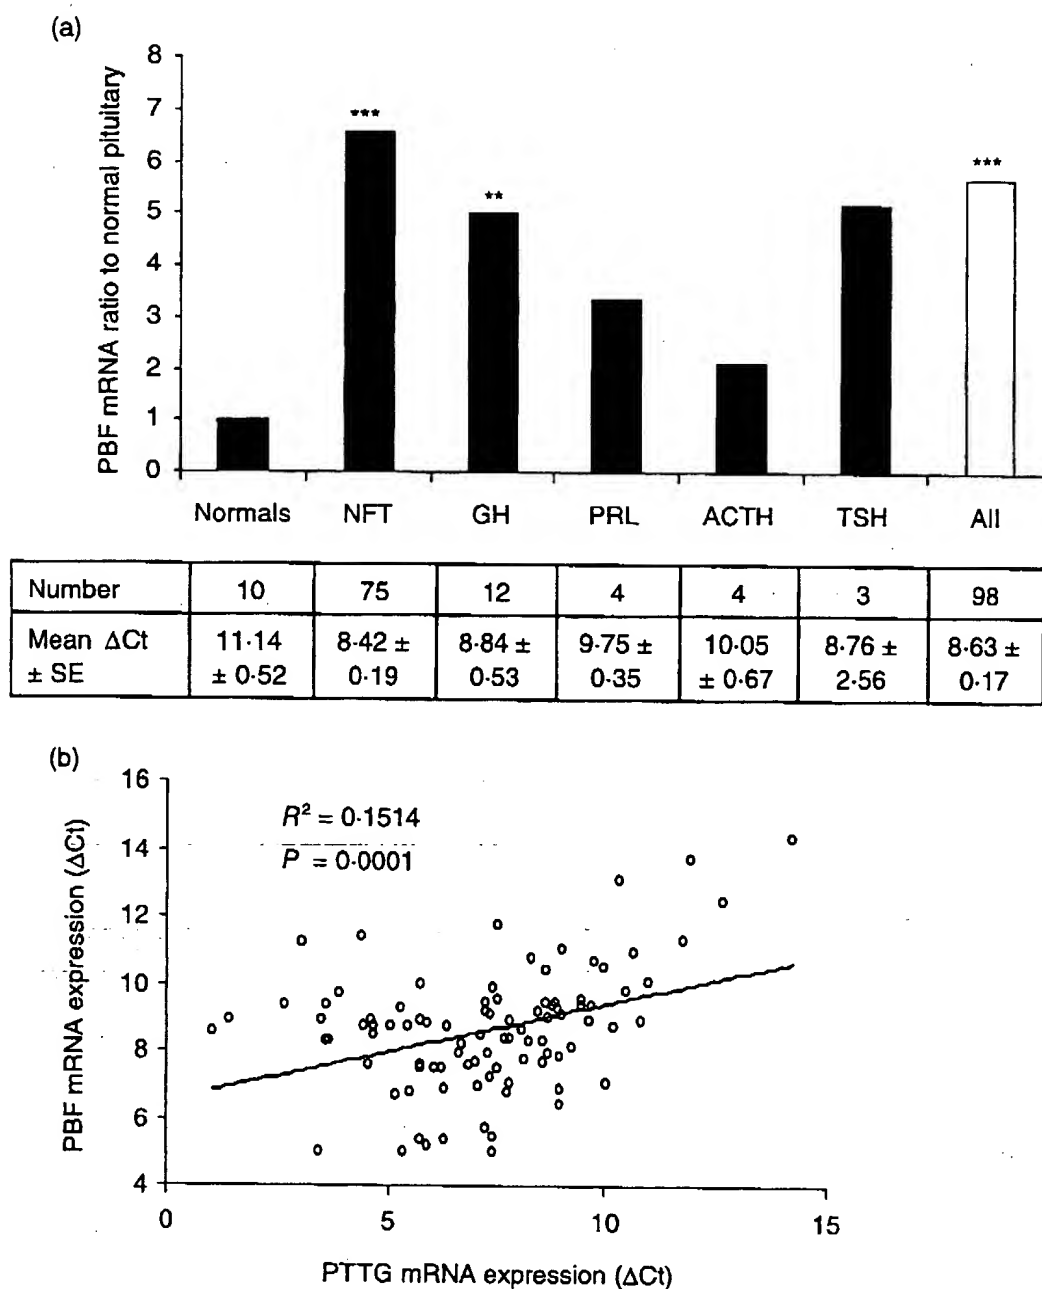 (a)
8
7
6
5
4
3
2
1
0
PBF mRNA ratio to normal pituitary
***
**
***
Normals NFT GH PRL ACTH TSH All
Number 10 75 12 4 4 3 98
Mean ΔCt 11·14 8·42 ± 8·84 ± 9·75 ± 10·05 8·76 ± 8·63 ±
± SE ± 0·52 0·19 0·53 0·35 ± 0·67 2·56 0·17
(b)
16
14
12
10
8
6
4
PBF mRNA expression (ΔCt)
R² = 0·1514
P = 0·0001
0 5 10 15
PTTG mRNA expression (ΔCt)